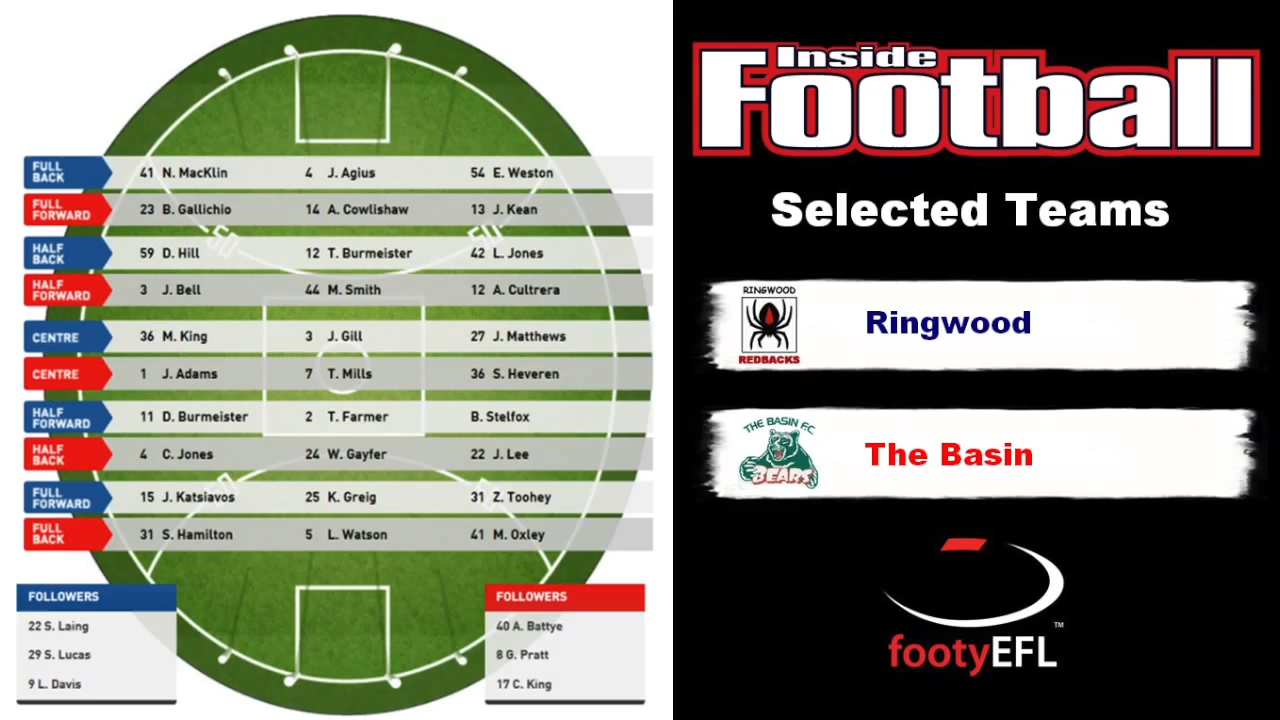 FULL BACK 41 N. MacKlin 4 J. Agius 54 E. Weston
FULL FORWARD 23 B. Gallichio 14 A. Cowlishaw 13 J. Kean
50 50
HALF BACK 59 D. Hill 12 T. Burmeister 42 L. Jones
HALF FORWARD 3 J. Bell 44 M. Smith 12 A. Cultrera
CENTRE 36 M. King 3 J. Gill 27 J. Matthews
CENTRE 1 J. Adams 7 T. Mills 36 S. Heveren
HALF FORWARD 11 D. Burmeister 2 T. Farmer B. Stelfox
HALF BACK 4 C. Jones 24 W. Gayfer 22 J. Lee
FULL FORWARD 15 J. Katsiavos 25 K. Greig 31 Z. Toohey
FULL BACK 31 S. Hamilton 5 L. Watson 41 M. Oxley
FOLLOWERS
22 S. Laing
29 S. Lucas
9 L. Davis
FOLLOWERS
40 A. Battye
8 G. Pratt
17 C. King
Inside
Football
Selected Teams
RINGWOOD
REDBACKS
Ringwood
THE BASIN F.C.
BEARS
The Basin
footyEFL™